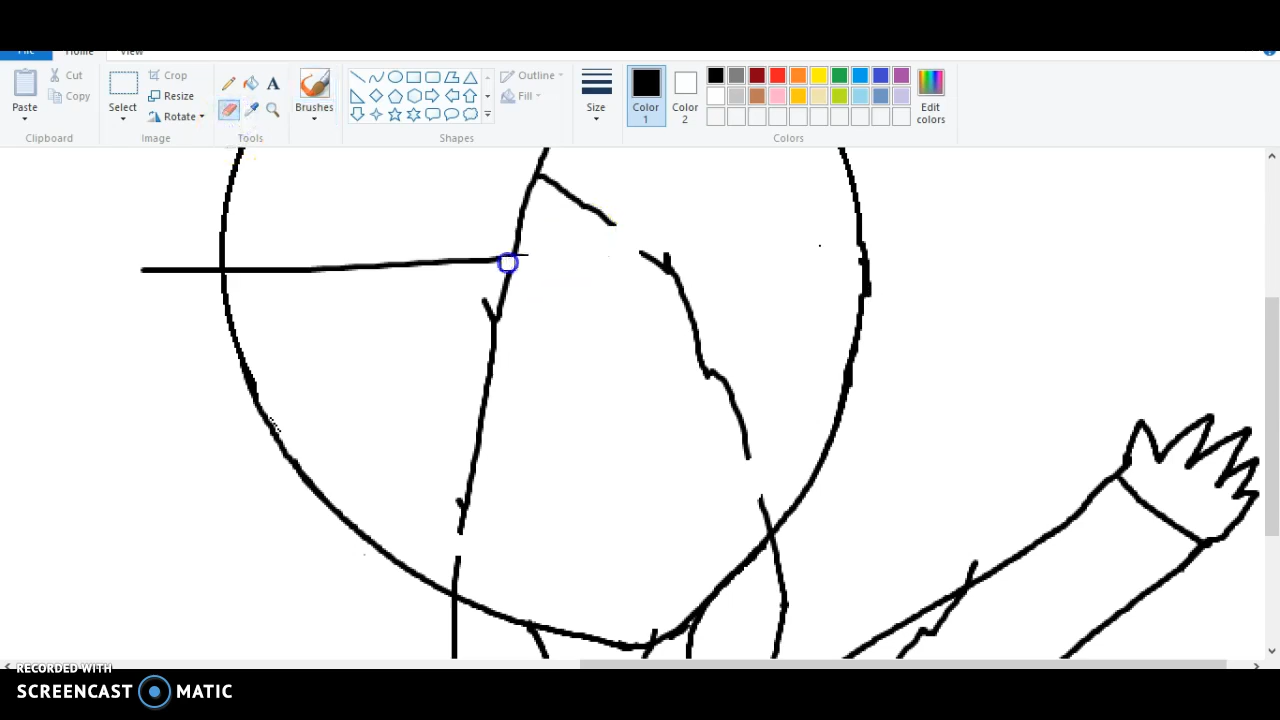 File Home View
Paste
Cut
Copy
Clipboard
Select
Crop
Resize
Rotate
Image
A
Tools
Brushes
Outline
Fill
Shapes
Size
Color
1
Color
2
Edit
colors
Colors
RECORDED WITH
SCREENCAST MATIC